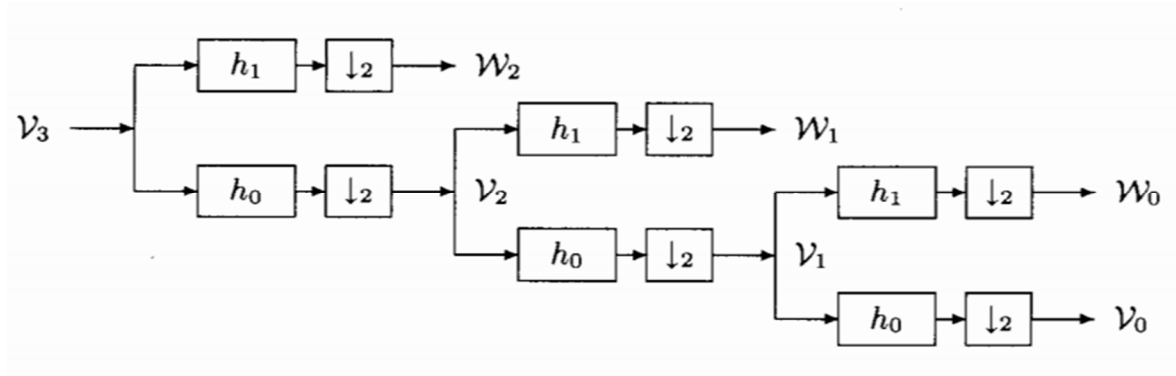 h₁ ↓₂ 𝒲₂
𝒱₃ h₁ ↓₂ 𝒲₁
h₀ ↓₂ 𝒱₂ h₁ ↓₂ 𝒲₀
h₀ ↓₂ 𝒱₁
h₀ ↓₂ 𝒱₀